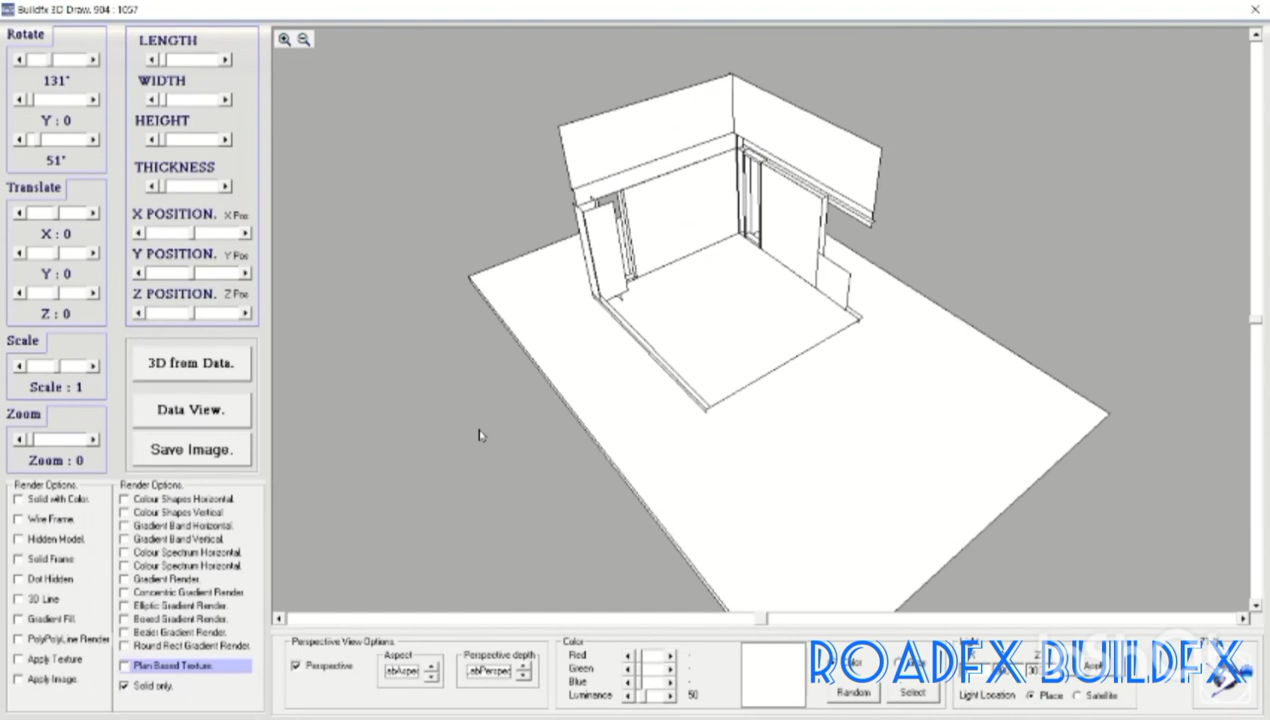 Buildfx 3D Draw. 904 : 1057
Rotate
131°
Y : 0
51°
Translate
X : 0
Y : 0
Z : 0
Scale
Scale : 1
Zoom
Zoom : 0
LENGTH
WIDTH
HEIGHT
THICKNESS
X POSITION. X Pos
Y POSITION. Y Pos
Z POSITION. Z Pos
3D from Data.
Data View.
Save Image.
Render Options.
Solid with Color.
Wire Frame.
Hidden Model.
Solid Frame
Dot Hidden
3D Line
Gradient Fill.
PolyPolyLine Render
Apply Texture
Apply Image.
Render Options.
Colour Shapes Horizontal.
Colour Shapes Vertical
Gradient Band Horizontal.
Gradient Band Vertical.
Colour Spectrum Horizontal.
Colour Spectrum Horizontal.
Gradient Render.
Concentric Gradient Render.
Elliptic Gradient Render.
Boxed Gradient Render.
Bezier Gradient Render.
Round Rect Gradient Render.
Plan Based Texture.
Solid only.
Perspective View Options.
Perspective
Aspect
Perspective depth
Color
Red
Green
Blue
Luminance
50
Random
Select
Light Location
Place
Satellite
ROADFX BUILDFX